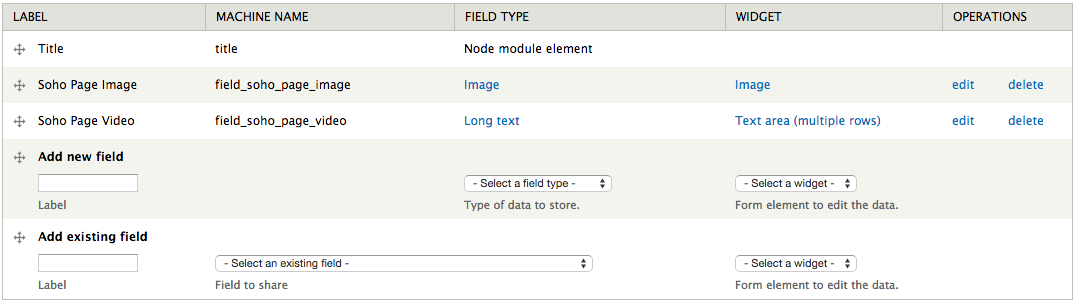 LABEL MACHINE NAME FIELD TYPE WIDGET OPERATIONS
Title title Node module element
Soho Page Image field_soho_page_image Image Image edit delete
Soho Page Video field_soho_page_video Long text Text area (multiple rows) edit delete
Add new field
- Select a field type - - Select a widget -
Label Type of data to store. Form element to edit the data.
Add existing field
- Select an existing field - - Select a widget -
Label Field to share Form element to edit the data.